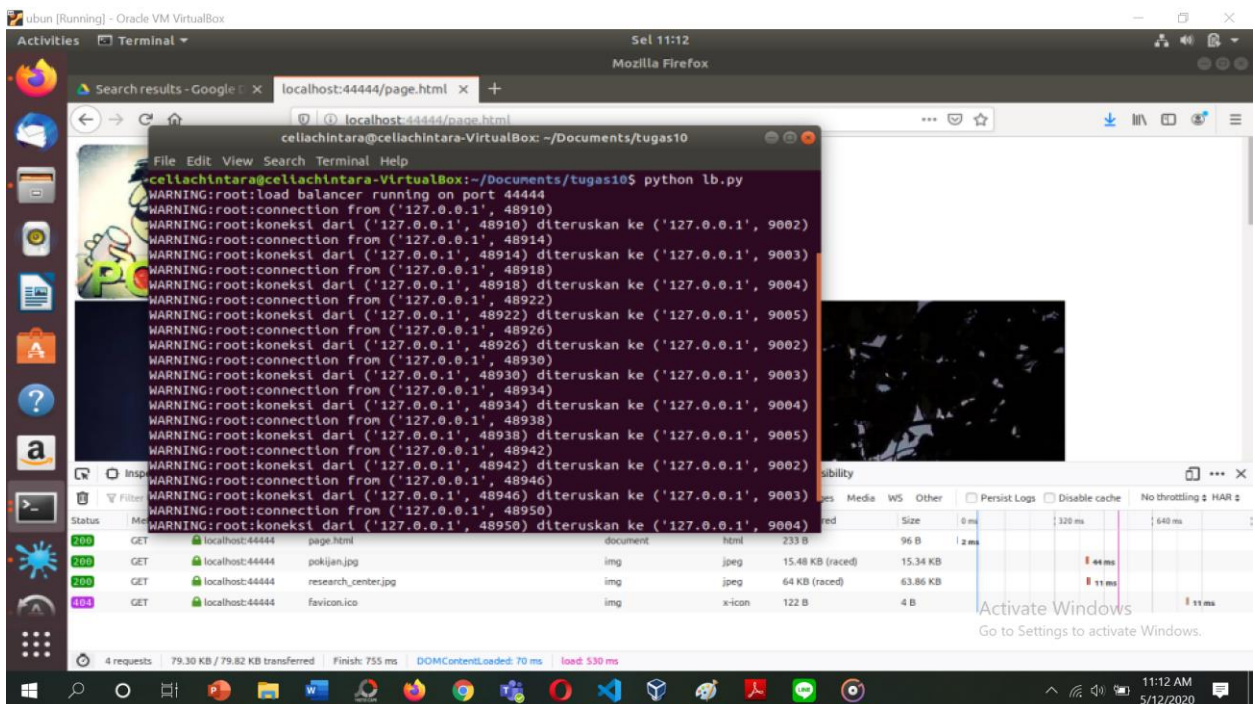 ubun [Running] - Oracle VM VirtualBox
Activities Terminal Sel 11:12
Mozilla Firefox
Search results - Google D localhost:44444/page.html
localhost:44444/page.html
celiachintara@celiachintara-VirtualBox: ~/Documents/tugas10
File Edit View Search Terminal Help
celiachintara@celiachintara-VirtualBox:~/Documents/tugas10$ python lb.py
WARNING:root:load balancer running on port 44444
WARNING:root:connection from ('127.0.0.1', 48910)
WARNING:root:koneksi dari ('127.0.0.1', 48910) diteruskan ke ('127.0.0.1', 9002)
WARNING:root:connection from ('127.0.0.1', 48914)
WARNING:root:koneksi dari ('127.0.0.1', 48914) diteruskan ke ('127.0.0.1', 9003)
WARNING:root:connection from ('127.0.0.1', 48918)
WARNING:root:koneksi dari ('127.0.0.1', 48918) diteruskan ke ('127.0.0.1', 9004)
WARNING:root:connection from ('127.0.0.1', 48922)
WARNING:root:koneksi dari ('127.0.0.1', 48922) diteruskan ke ('127.0.0.1', 9005)
WARNING:root:connection from ('127.0.0.1', 48926)
WARNING:root:koneksi dari ('127.0.0.1', 48926) diteruskan ke ('127.0.0.1', 9002)
WARNING:root:connection from ('127.0.0.1', 48930)
WARNING:root:koneksi dari ('127.0.0.1', 48930) diteruskan ke ('127.0.0.1', 9003)
WARNING:root:connection from ('127.0.0.1', 48934)
WARNING:root:koneksi dari ('127.0.0.1', 48934) diteruskan ke ('127.0.0.1', 9004)
WARNING:root:connection from ('127.0.0.1', 48938)
WARNING:root:koneksi dari ('127.0.0.1', 48938) diteruskan ke ('127.0.0.1', 9005)
WARNING:root:connection from ('127.0.0.1', 48942)
WARNING:root:koneksi dari ('127.0.0.1', 48942) diteruskan ke ('127.0.0.1', 9002)
WARNING:root:connection from ('127.0.0.1', 48946)
WARNING:root:koneksi dari ('127.0.0.1', 48946) diteruskan ke ('127.0.0.1', 9003)
WARNING:root:connection from ('127.0.0.1', 48950)
WARNING:root:koneksi dari ('127.0.0.1', 48950) diteruskan ke ('127.0.0.1', 9004)
Insp sibility
Filter es Media WS Other Persist Logs Disable cache No throttling HAR
Status Me red Size 0 ms 320 ms 640 ms
200 GET localhost:44444 page.html document html 233 B 96 B 2 ms
200 GET localhost:44444 pokijan.jpg img jpeg 15.48 KB (raced) 15.34 KB 44 ms
200 GET localhost:44444 research_center.jpg img jpeg 64 KB (raced) 63.86 KB 11 ms
404 GET localhost:44444 favicon.ico img x-icon 122 B 4 B 11 ms
Activate Windows
Go to Settings to activate Windows.
4 requests 79.30 KB / 79.82 KB transferred Finish: 755 ms DOMContentLoaded: 70 ms load: 530 ms
11:12 AM
5/12/2020